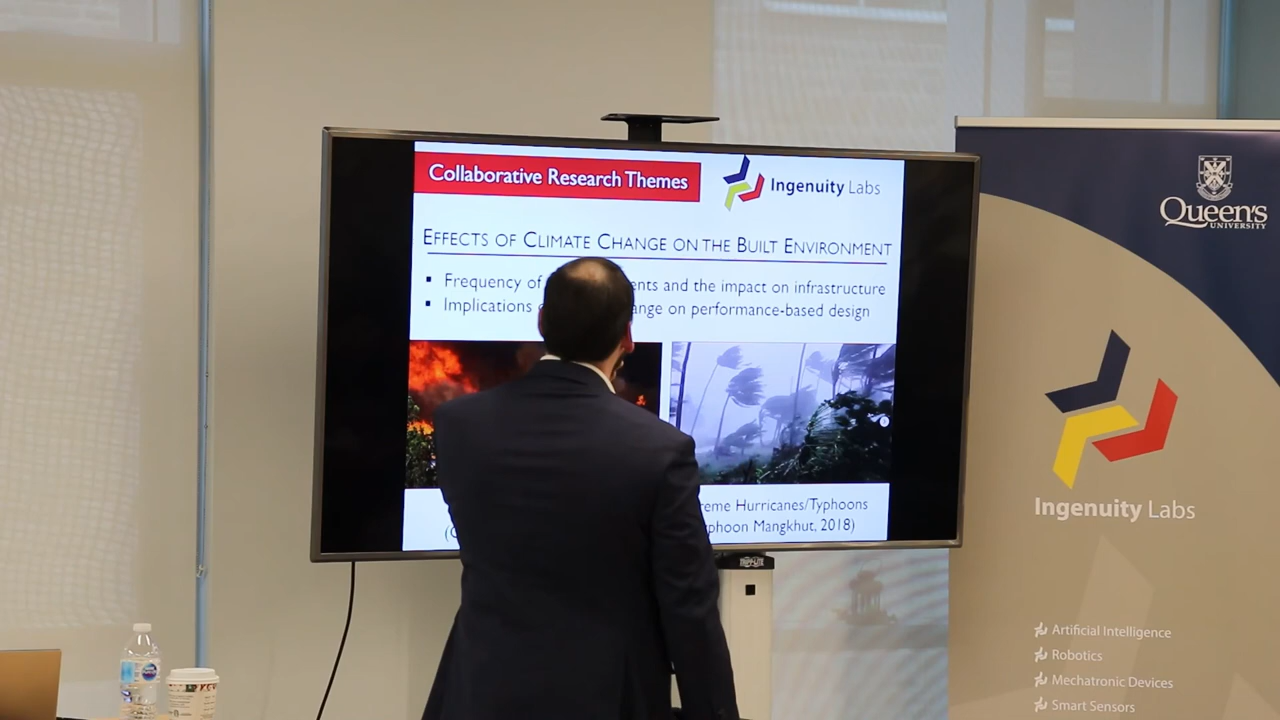 Collaborative Research Themes
Ingenuity Labs
EFFECTS OF CLIMATE CHANGE ON THE BUILT ENVIRONMENT
▪ Frequency of ents and the impact on infrastructure
▪ Implications ange on performance-based design
reme Hurricanes/Typhoons
phoon Mangkhut, 2018)
TRIPP·LITE
Queen's
UNIVERSITY
Ingenuity Labs
Artificial Intelligence
Robotics
Mechatronic Devices
Smart Sensors